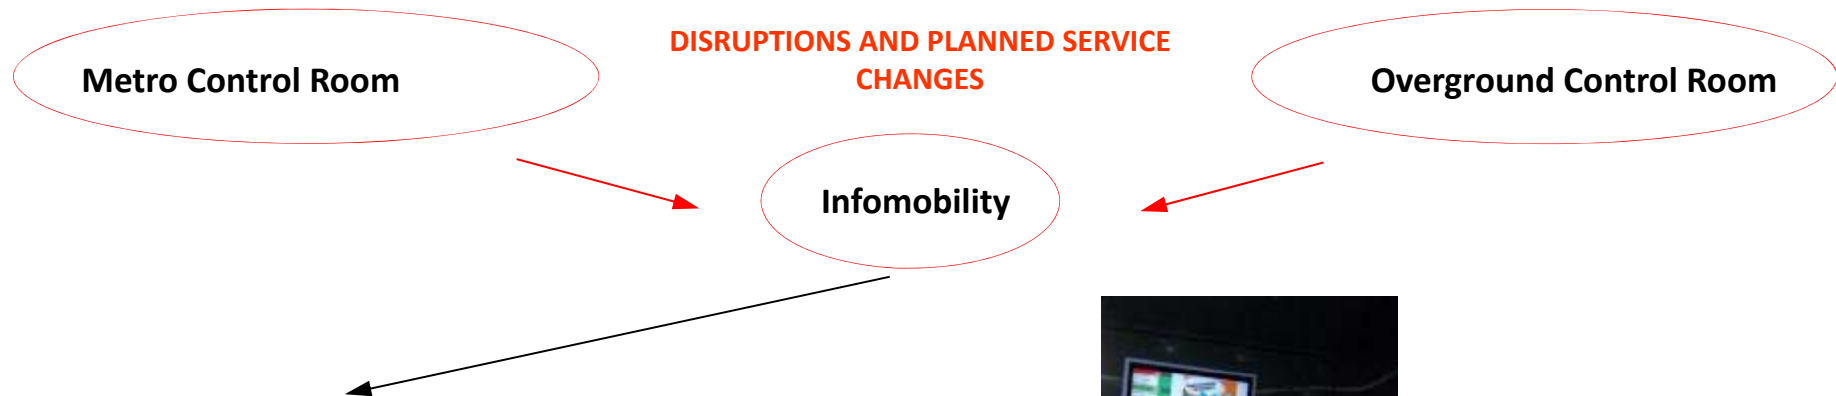 DISRUPTIONS AND PLANNED SERVICE
CHANGES
Metro Control Room
Overground Control Room
Infomobility